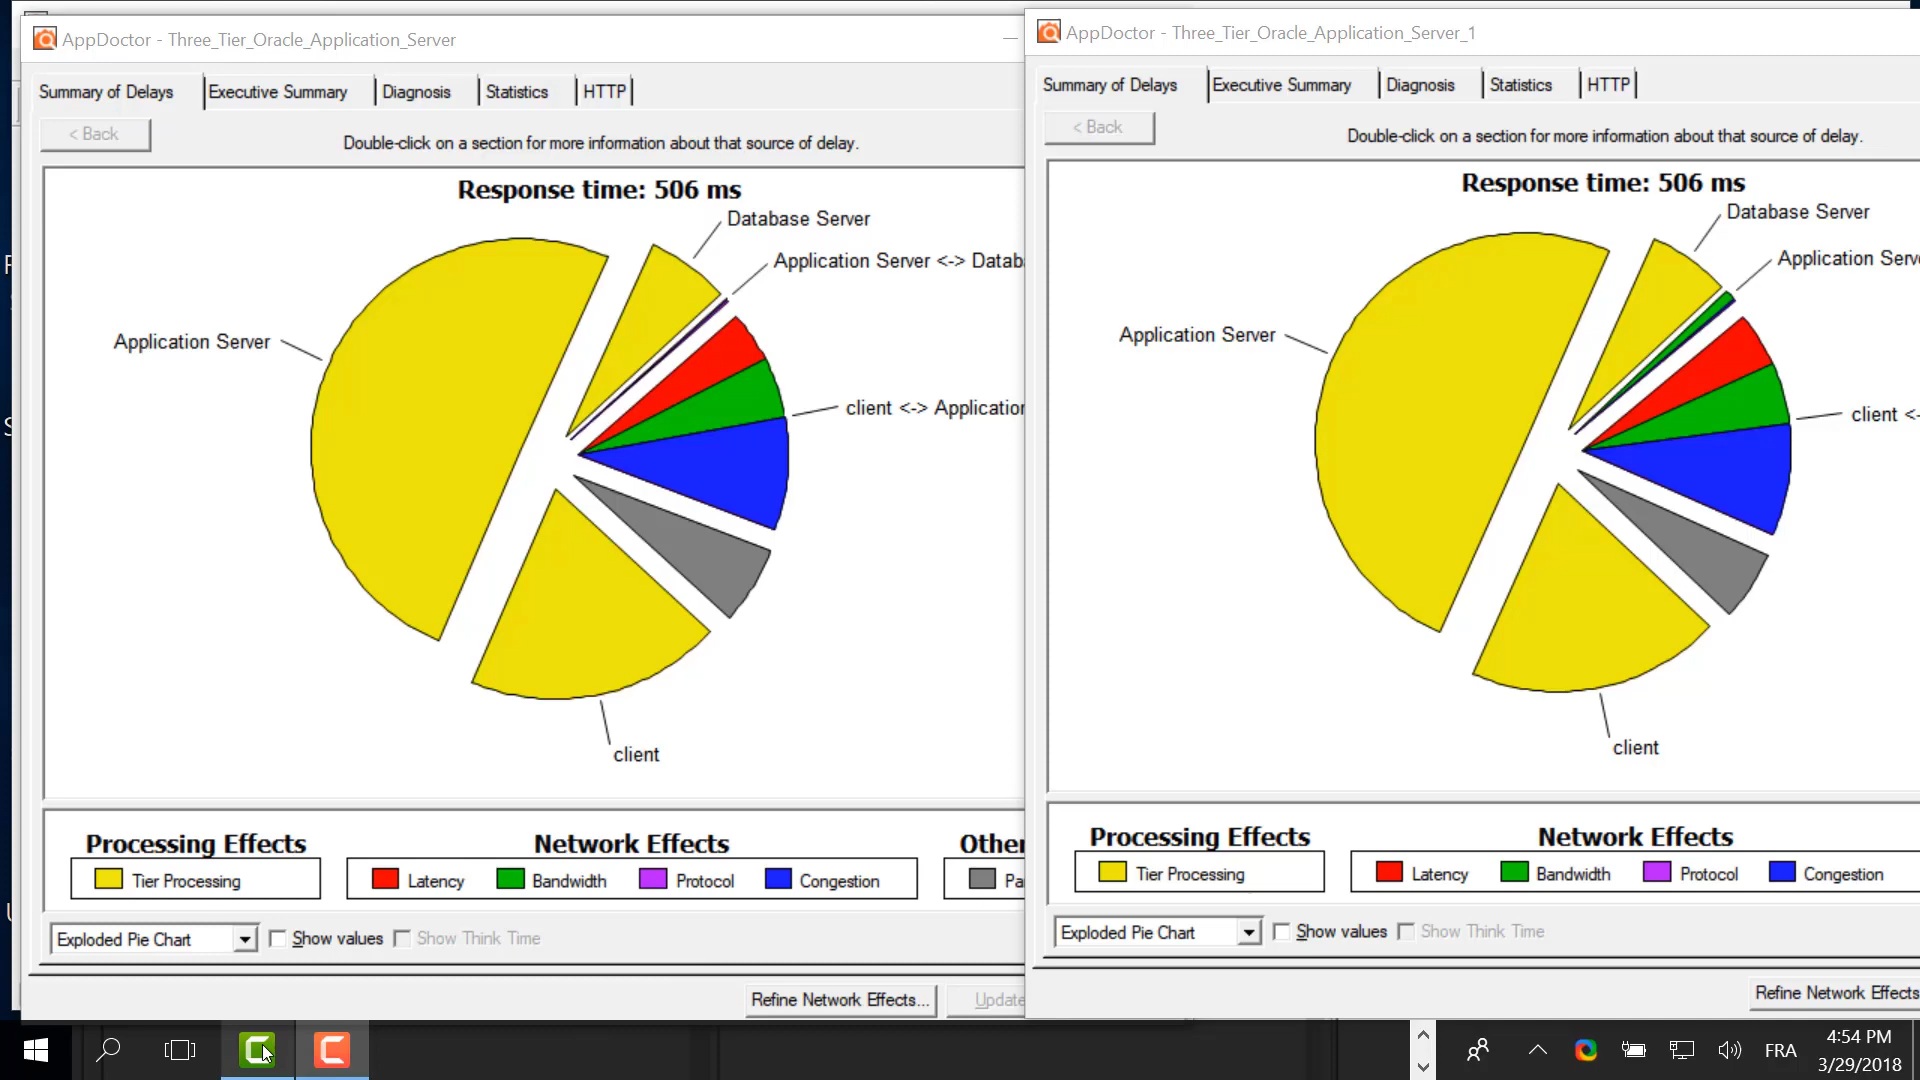 AppDoctor - Three_Tier_Oracle_Application_Server
Summary of Delays
Executive Summary
Diagnosis
Statistics
HTTP
< Back
Double-click on a section for more information about that source of delay.
Response time: 506 ms
Database Server
Application Server <-> Datab
Application Server
client <-> Application
client
Processing Effects
Network Effects
Other
Tier Processing
Latency
Bandwidth
Protocol
Congestion
Pa
Exploded Pie Chart
Show values
Show Think Time
Refine Network Effects...
Update
AppDoctor - Three_Tier_Oracle_Application_Server_1
Summary of Delays
Executive Summary
Diagnosis
Statistics
HTTP
< Back
Double-click on a section for more information about that source of delay.
Response time: 506 ms
Database Server
Application Serv
Application Server
client <-
client
Processing Effects
Network Effects
Tier Processing
Latency
Bandwidth
Protocol
Congestion
Exploded Pie Chart
Show values
Show Think Time
Refine Network Effects
FRA
4:54 PM
3/29/2018